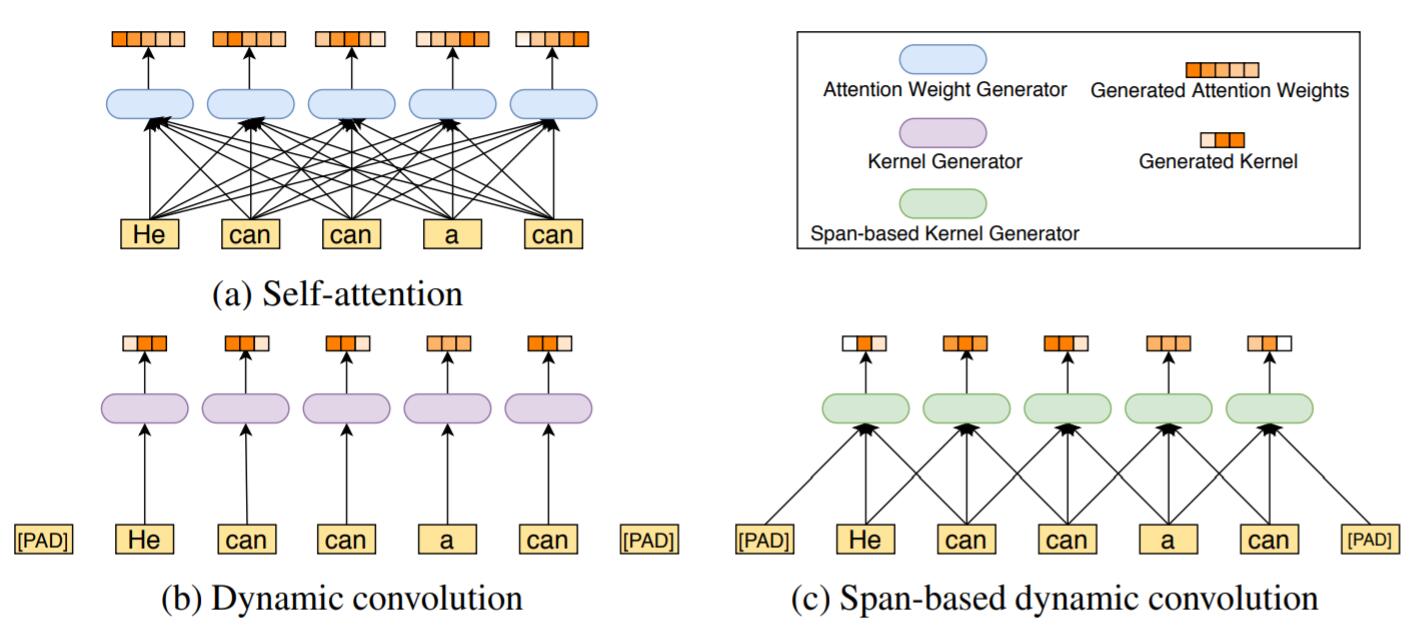 He can can a can
(a) Self-attention
Attention Weight Generator
Generated Attention Weights
Kernel Generator
Generated Kernel
Span-based Kernel Generator
[PAD] He can can a can [PAD]
(b) Dynamic convolution
[PAD] He can can a can [PAD]
(c) Span-based dynamic convolution